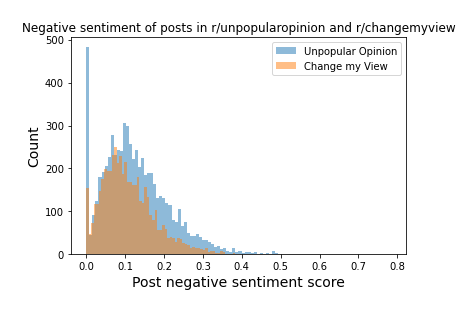 Negative sentiment of posts in r/unpopularopinion and r/changemyview
Unpopular Opinion
Change my View
Count
500
400
300
200
100
0
0.0 0.1 0.2 0.3 0.4 0.5 0.6 0.7 0.8
Post negative sentiment score